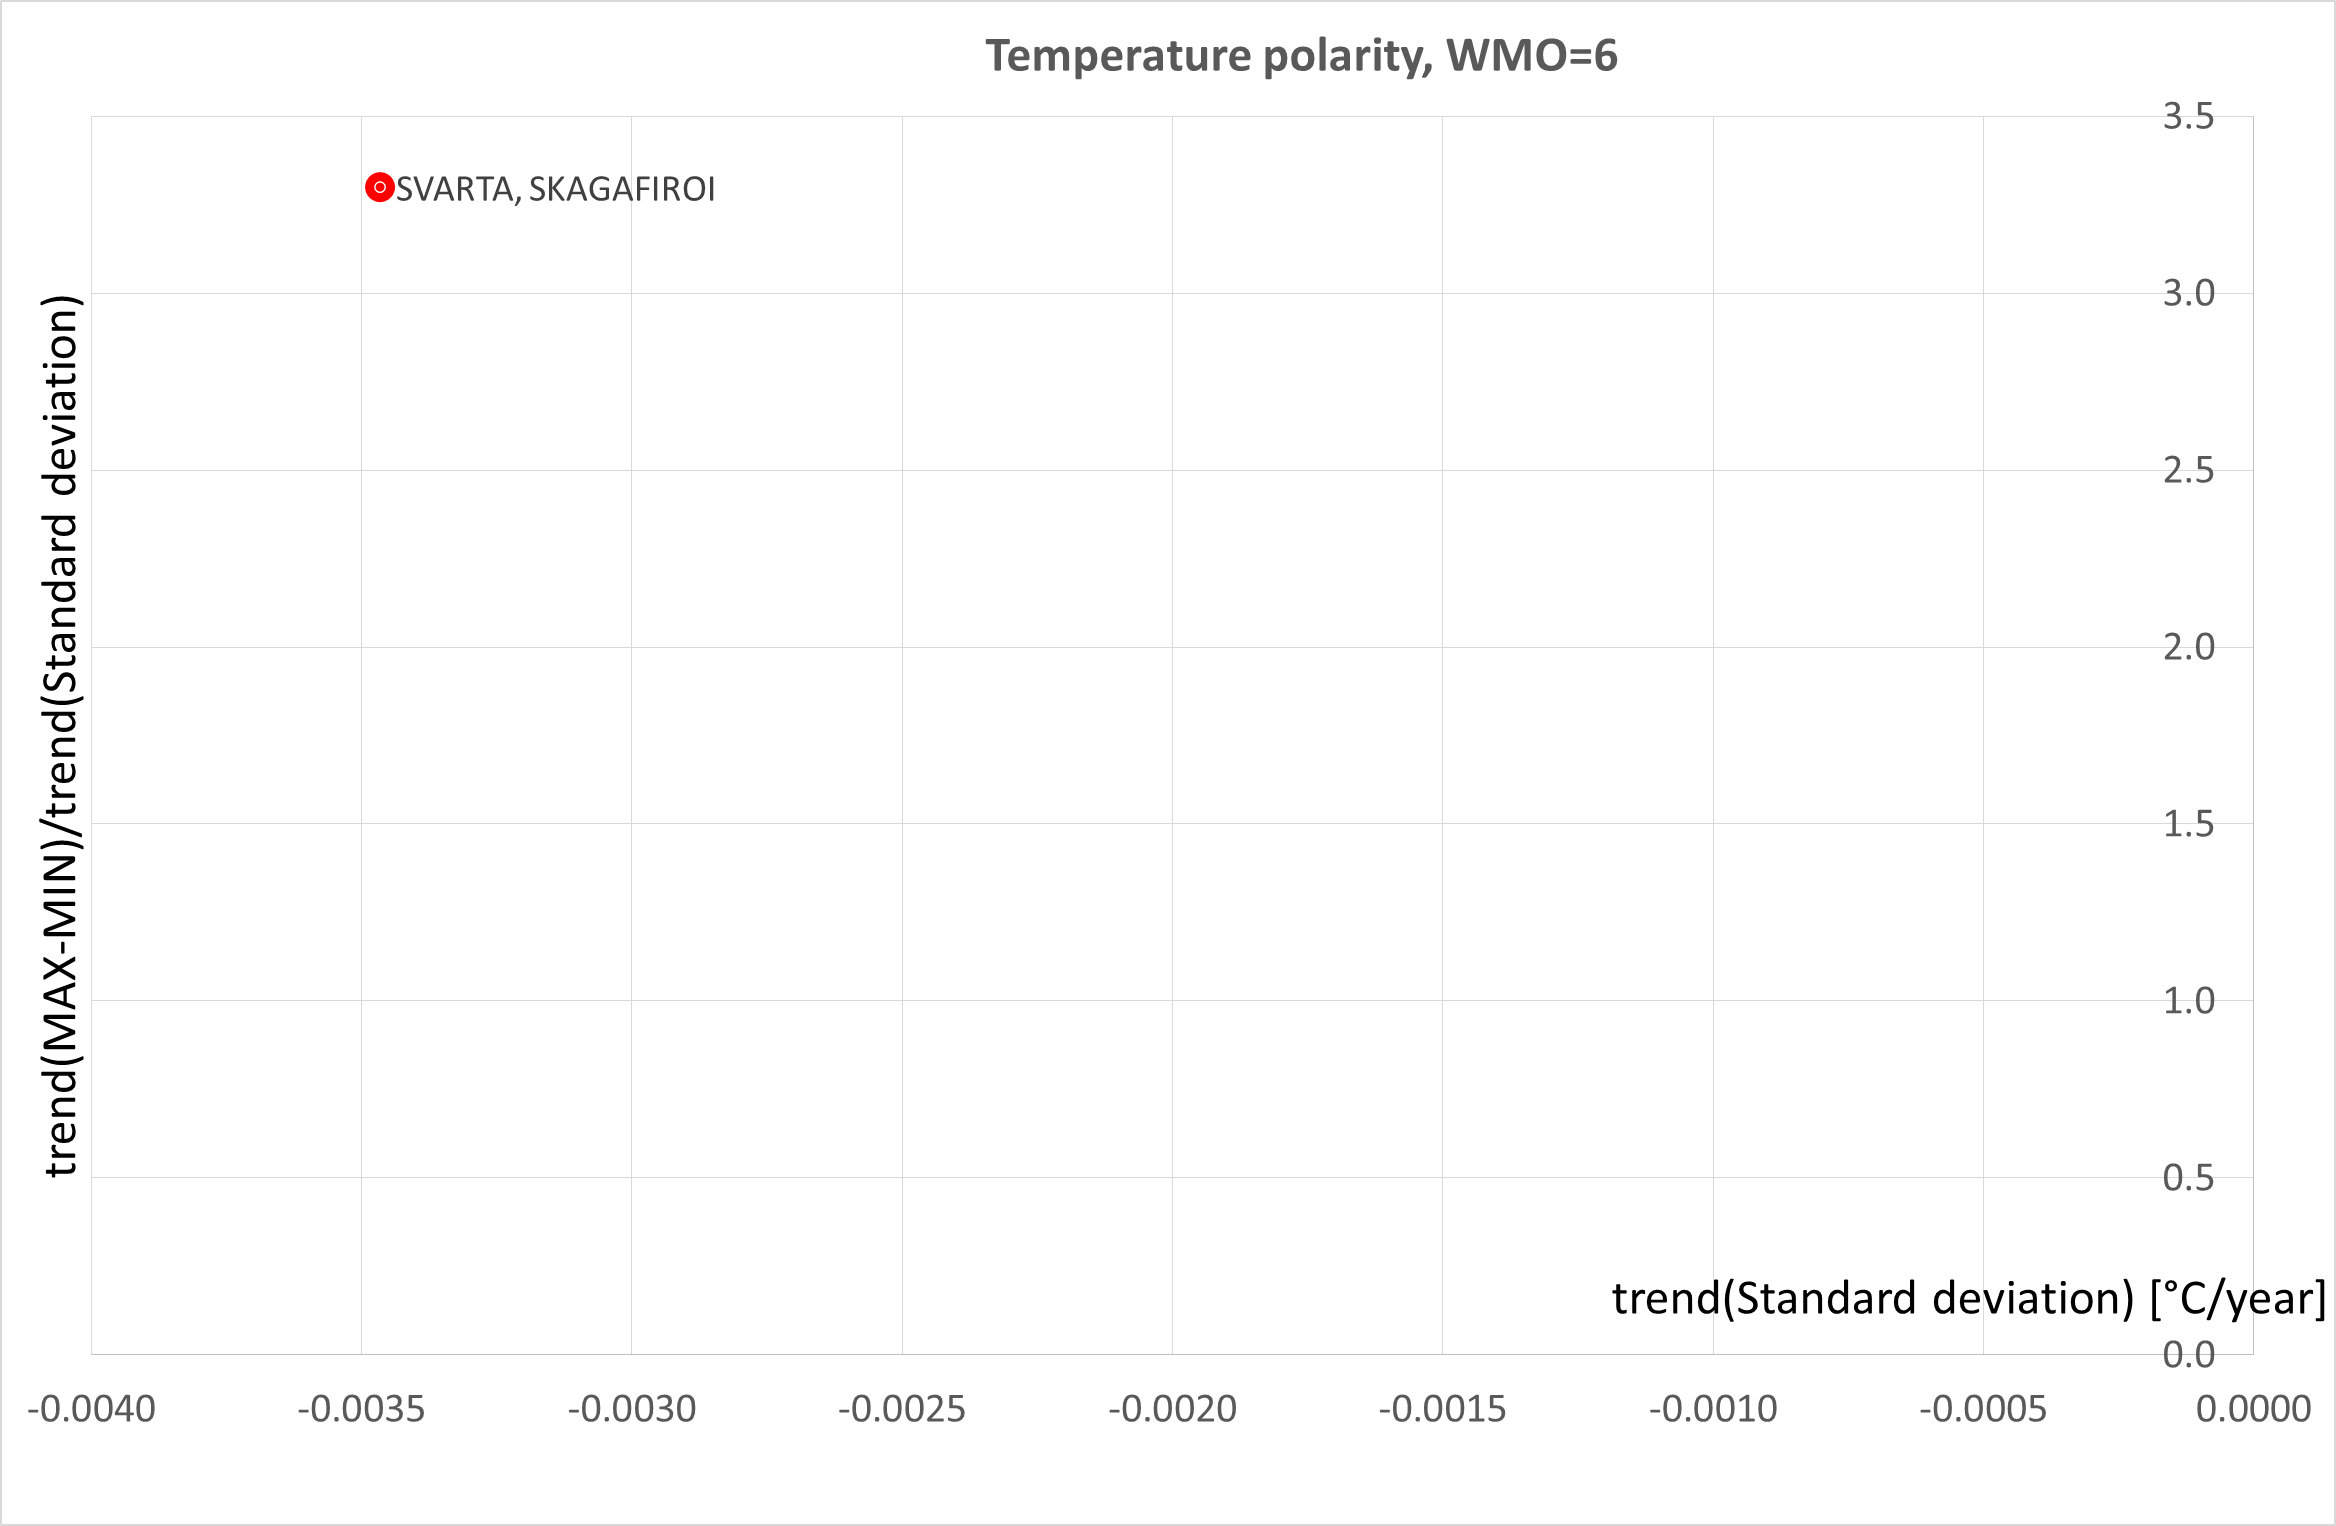 Temperature polarity, WMO=6
3.5
SVARTA, SKAGAFIROI
3.0
2.5
2.0
1.5
1.0
0.5
0.0
trend(MAX-MIN)/trend(Standard deviation)
trend(Standard deviation) [°C/year]
-0.0040 -0.0035 -0.0030 -0.0025 -0.0020 -0.0015 -0.0010 -0.0005 0.0000